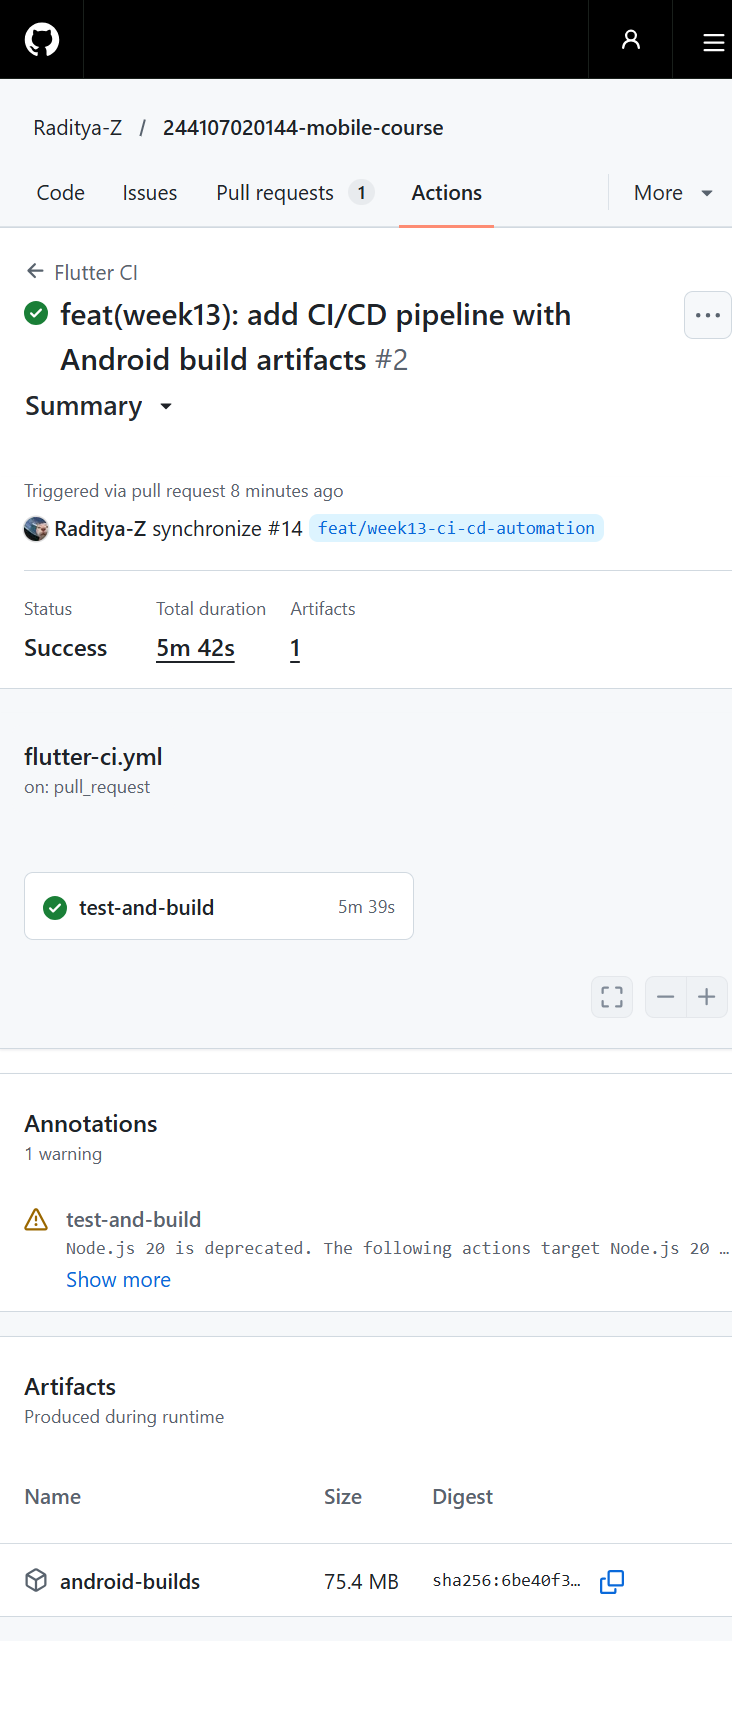 Raditya-Z / 244107020144-mobile-course
Code Issues Pull requests 1 Actions More
Flutter CI
feat(week13): add CI/CD pipeline with
Android build artifacts #2
Summary
Triggered via pull request 8 minutes ago
Raditya-Z synchronize #14 feat/week13-ci-cd-automation
Status Total duration Artifacts
Success 5m 42s 1
flutter-ci.yml
on: pull_request
test-and-build 5m 39s
Annotations
1 warning
test-and-build
Node.js 20 is deprecated. The following actions target Node.js 20 …
Show more
Artifacts
Produced during runtime
Name Size Digest
android-builds 75.4 MB sha256:6be40f3…